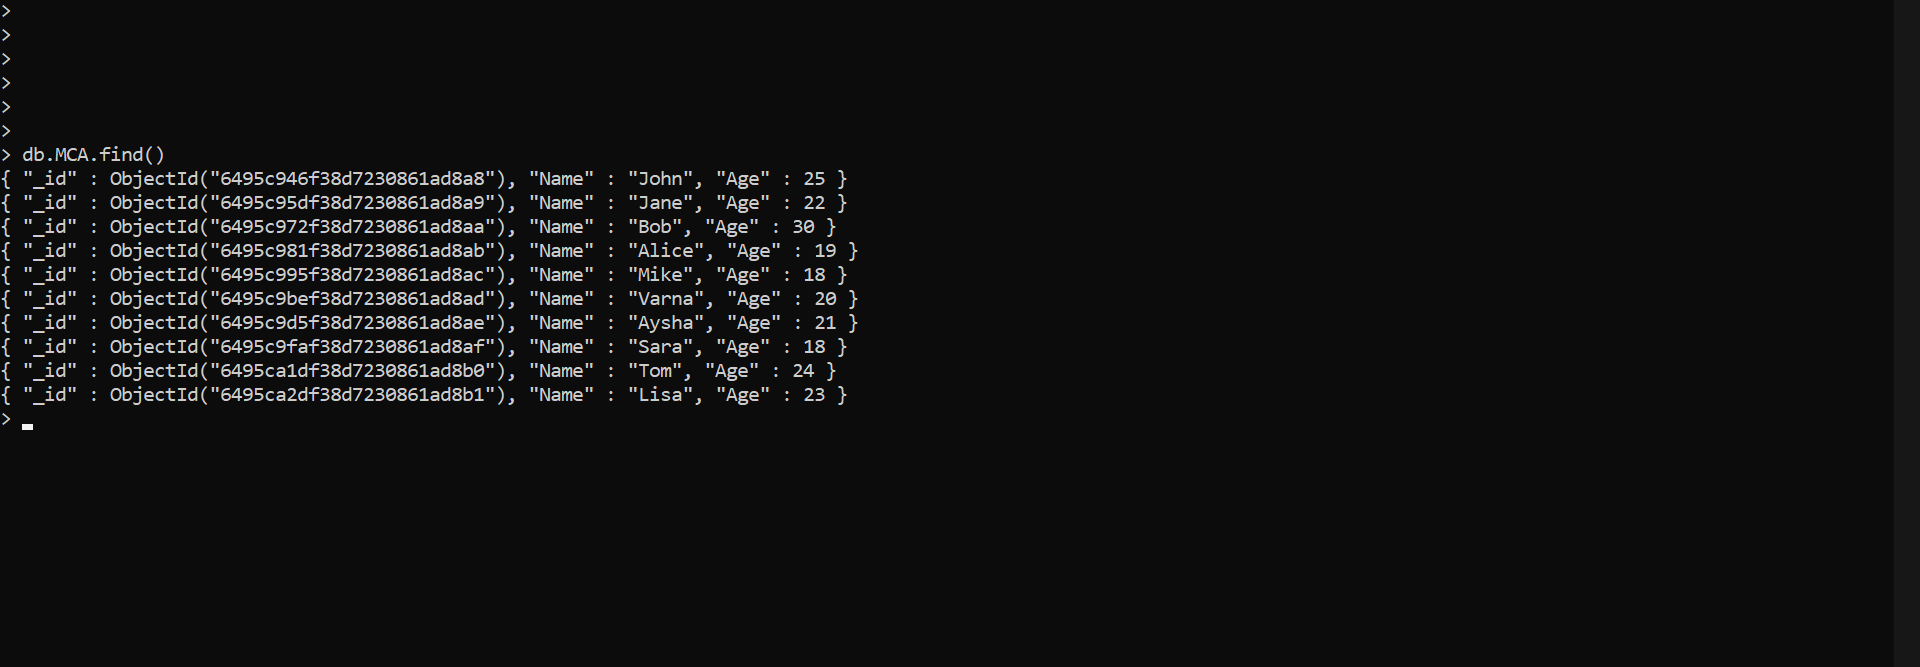 >
>
>
>
>
>
> db.MCA.find()
{ "_id" : ObjectId("6495c946f38d7230861ad8a8"), "Name" : "John", "Age" : 25 }
{ "_id" : ObjectId("6495c95df38d7230861ad8a9"), "Name" : "Jane", "Age" : 22 }
{ "_id" : ObjectId("6495c972f38d7230861ad8aa"), "Name" : "Bob", "Age" : 30 }
{ "_id" : ObjectId("6495c981f38d7230861ad8ab"), "Name" : "Alice", "Age" : 19 }
{ "_id" : ObjectId("6495c995f38d7230861ad8ac"), "Name" : "Mike", "Age" : 18 }
{ "_id" : ObjectId("6495c9bef38d7230861ad8ad"), "Name" : "Varna", "Age" : 20 }
{ "_id" : ObjectId("6495c9d5f38d7230861ad8ae"), "Name" : "Aysha", "Age" : 21 }
{ "_id" : ObjectId("6495c9faf38d7230861ad8af"), "Name" : "Sara", "Age" : 18 }
{ "_id" : ObjectId("6495ca1df38d7230861ad8b0"), "Name" : "Tom", "Age" : 24 }
{ "_id" : ObjectId("6495ca2df38d7230861ad8b1"), "Name" : "Lisa", "Age" : 23 }
>